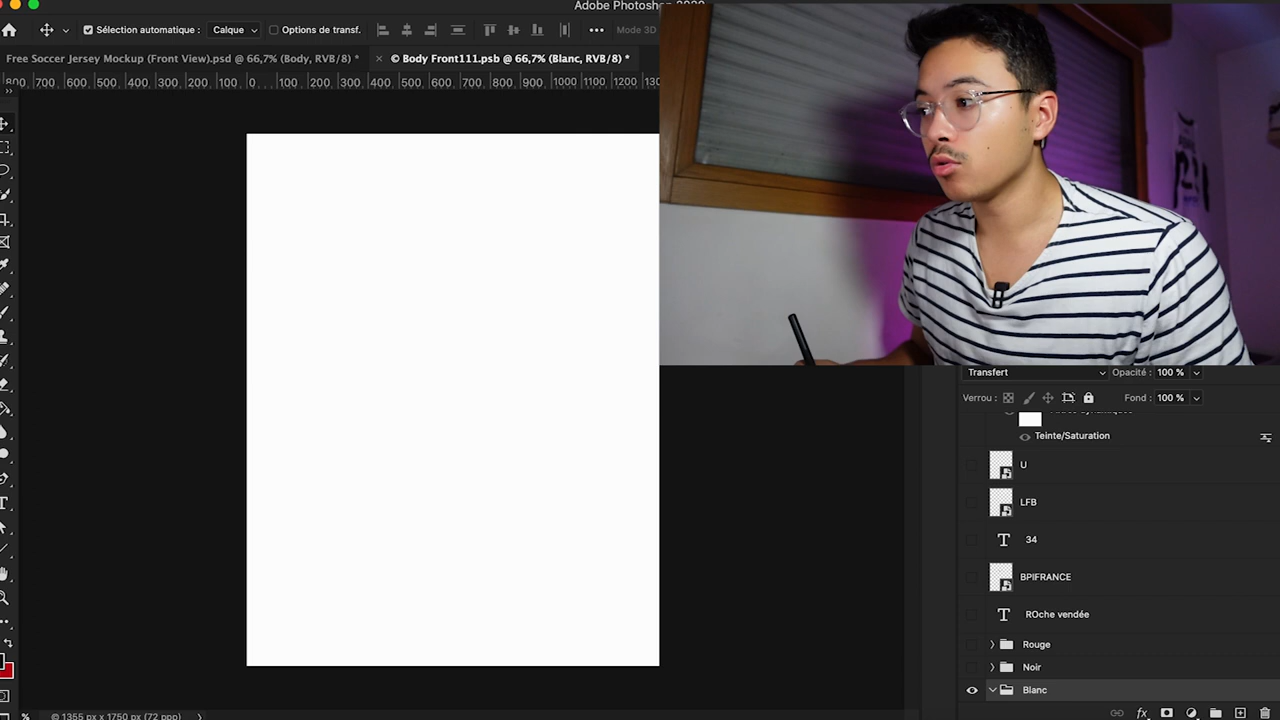 Adobe Photoshop 2020
Sélection automatique : Calque Options de transf. Mode 3D
Free Soccer Jersey Mockup (Front View).psd @ 66,7% (Body, RVB/8) * × © Body Front111.psb @ 66,7% (Blanc, RVB/8) *
800 700 600 500 400 300 200 100 0 100 200 300 400 500 600 700 800 900 1000 1100 1200 1300
Transfert Opacité : 100 %
Verrou : Fond : 100 %
Teinte/Saturation
U
LFB
T 34
BPIFRANCE
T ROche vendée
Rouge
Noir
Blanc
% © 1355 px x 1750 px (72 ppp)
fx